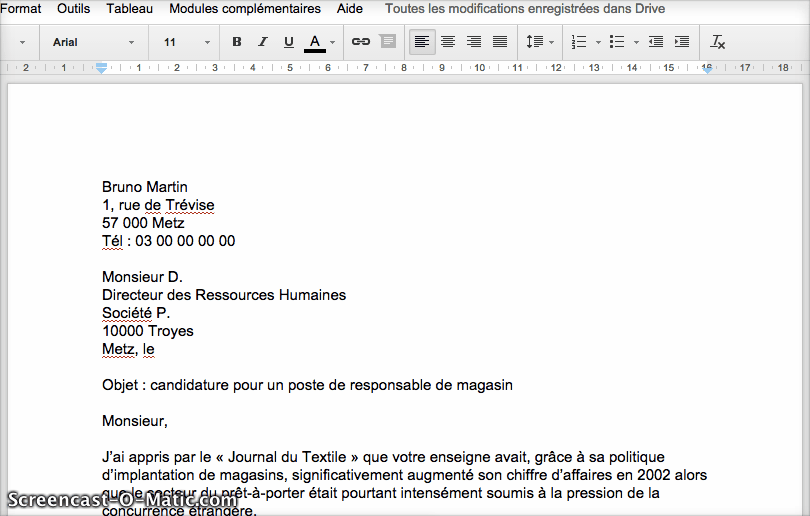 Format Outils Tableau Modules complémentaires Aide Toutes les modifications enregistrées dans Drive
Arial 11 B I U A
2 1 1 2 3 4 5 6 7 8 9 10 11 12 13 14 15 16 17 18
Bruno Martin
1, rue de Trévise
57 000 Metz
Tél : 03 00 00 00 00
Monsieur D.
Directeur des Ressources Humaines
Société P.
10000 Troyes
Metz, le
Objet : candidature pour un poste de responsable de magasin
Monsieur,
J’ai appris par le « Journal du Textile » que votre enseigne avait, grâce à sa politique
d’implantation de magasins, significativement augmenté son chiffre d’affaires en 2002 alors
que le secteur du prêt-à-porter était pourtant intensément soumis à la pression de la
concurrence étrangère.
Screencast-O-Matic.com